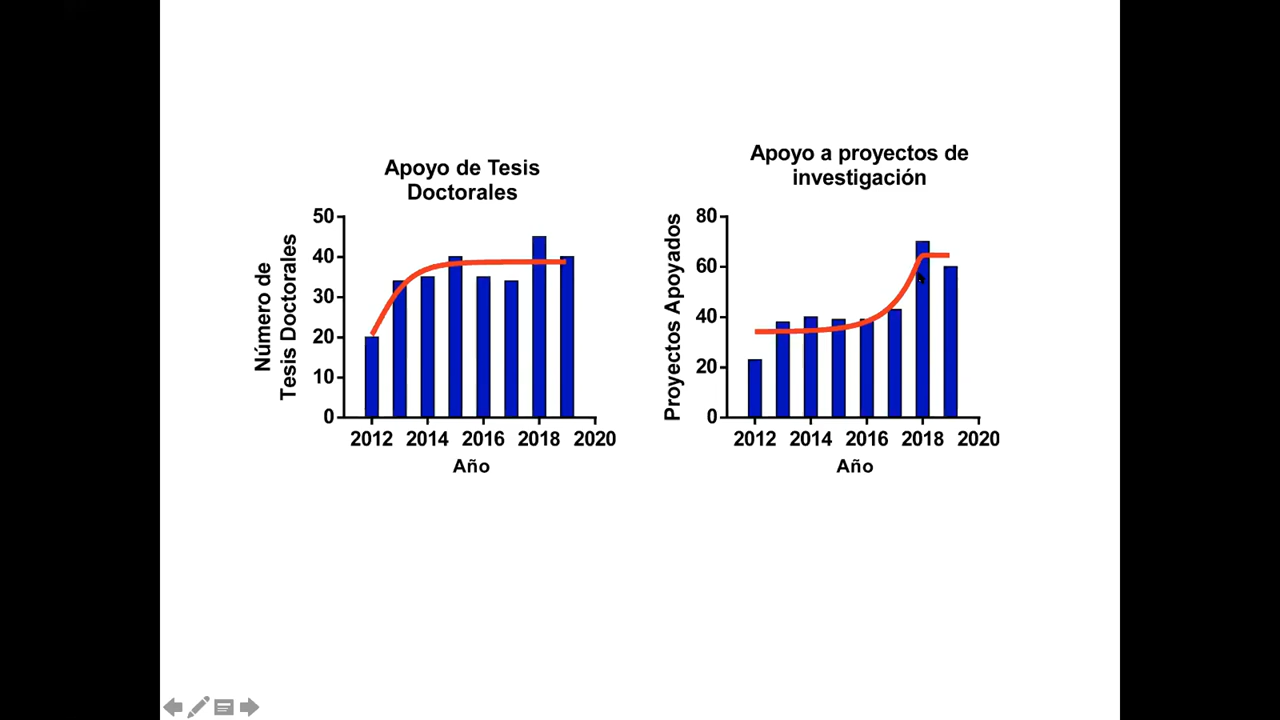 Apoyo de Tesis
Doctorales
50
40
30
20
10
0
Número de
Tesis Doctorales
2012 2014 2016 2018 2020
Año
Apoyo a proyectos de
investigación
80
60
40
20
0
Proyectos Apoyados
2012 2014 2016 2018 2020
Año